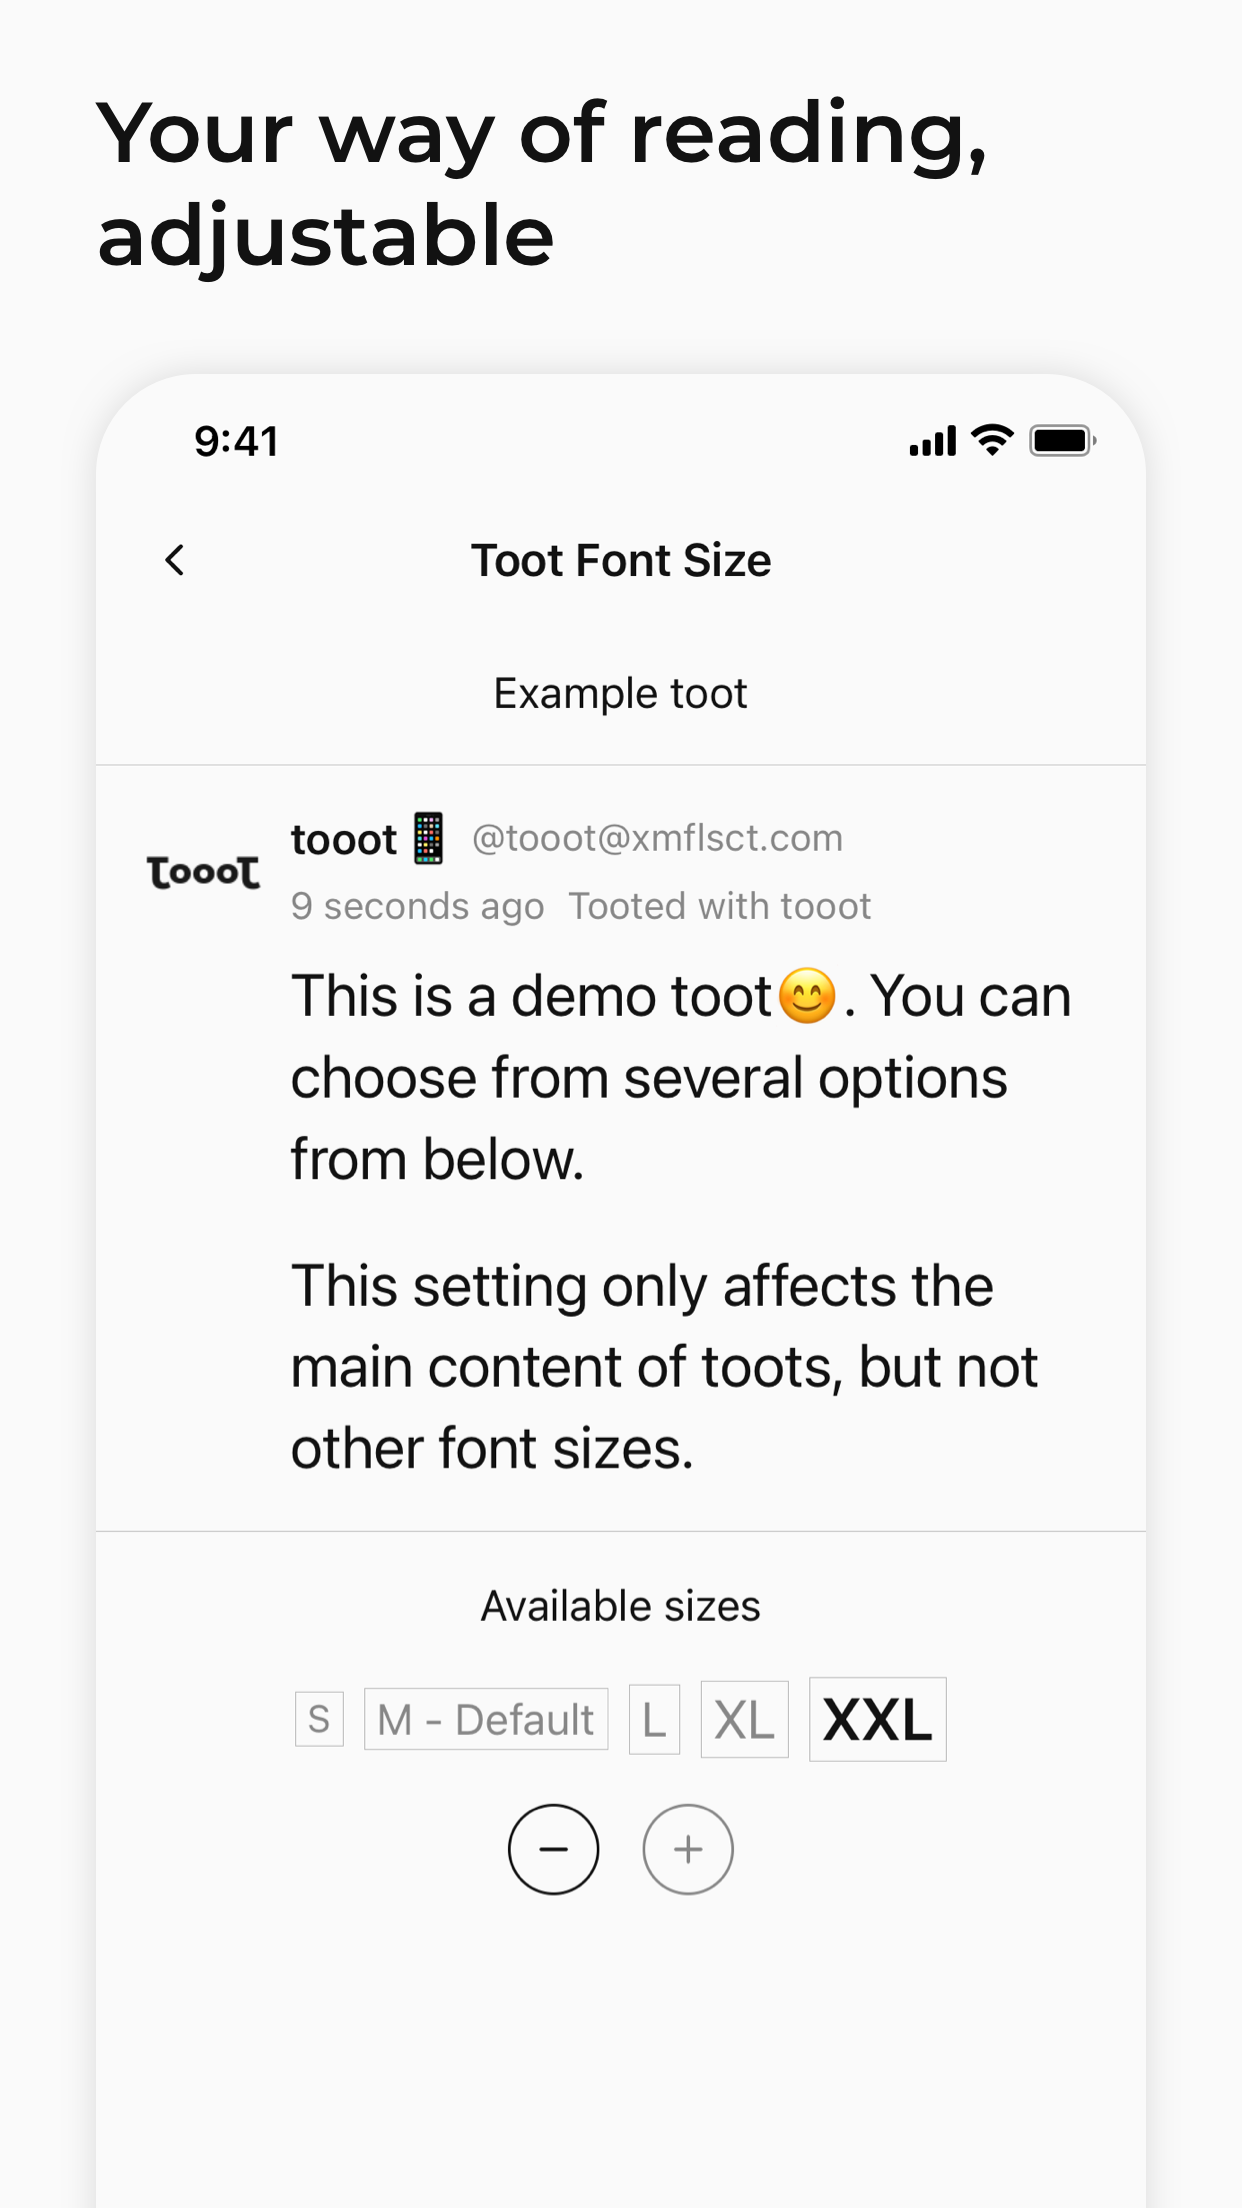 Your way of reading,
adjustable
9:41
Toot Font Size
Example toot
tooot
tooot📱 @tooot@xmflsct.com
9 seconds ago Tooted with tooot
This is a demo toot😊. You can
choose from several options
from below.
This setting only affects the
main content of toots, but not
other font sizes.
Available sizes
S M - Default L XL XXL